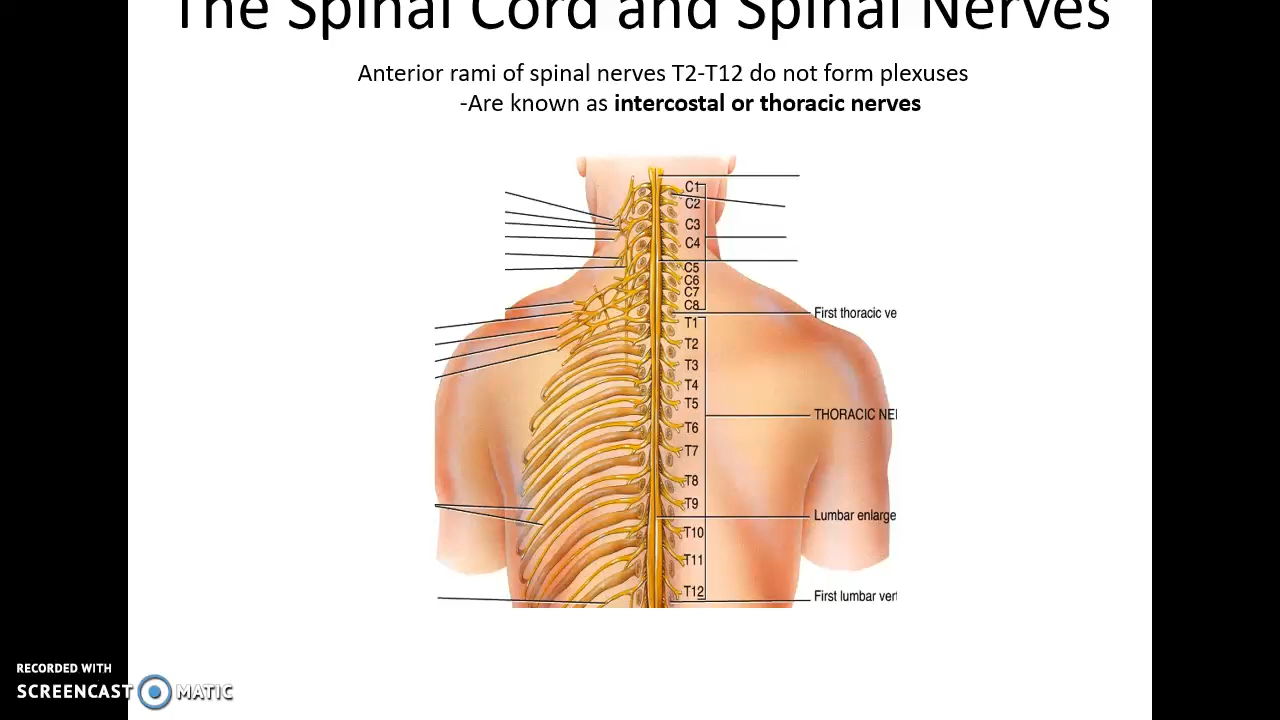 The Spinal Cord and Spinal Nerves
Anterior rami of spinal nerves T2-T12 do not form plexuses
-Are known as intercostal or thoracic nerves
C1
C2
C3
C4
C5
C6
C7
C8
First thoracic ve
T1
T2
T3
T4
T5
THORACIC NE
T6
T7
T8
T9
Lumbar enlarge
T10
T11
T12
First lumbar vert
RECORDED WITH
SCREENCAST MATIC